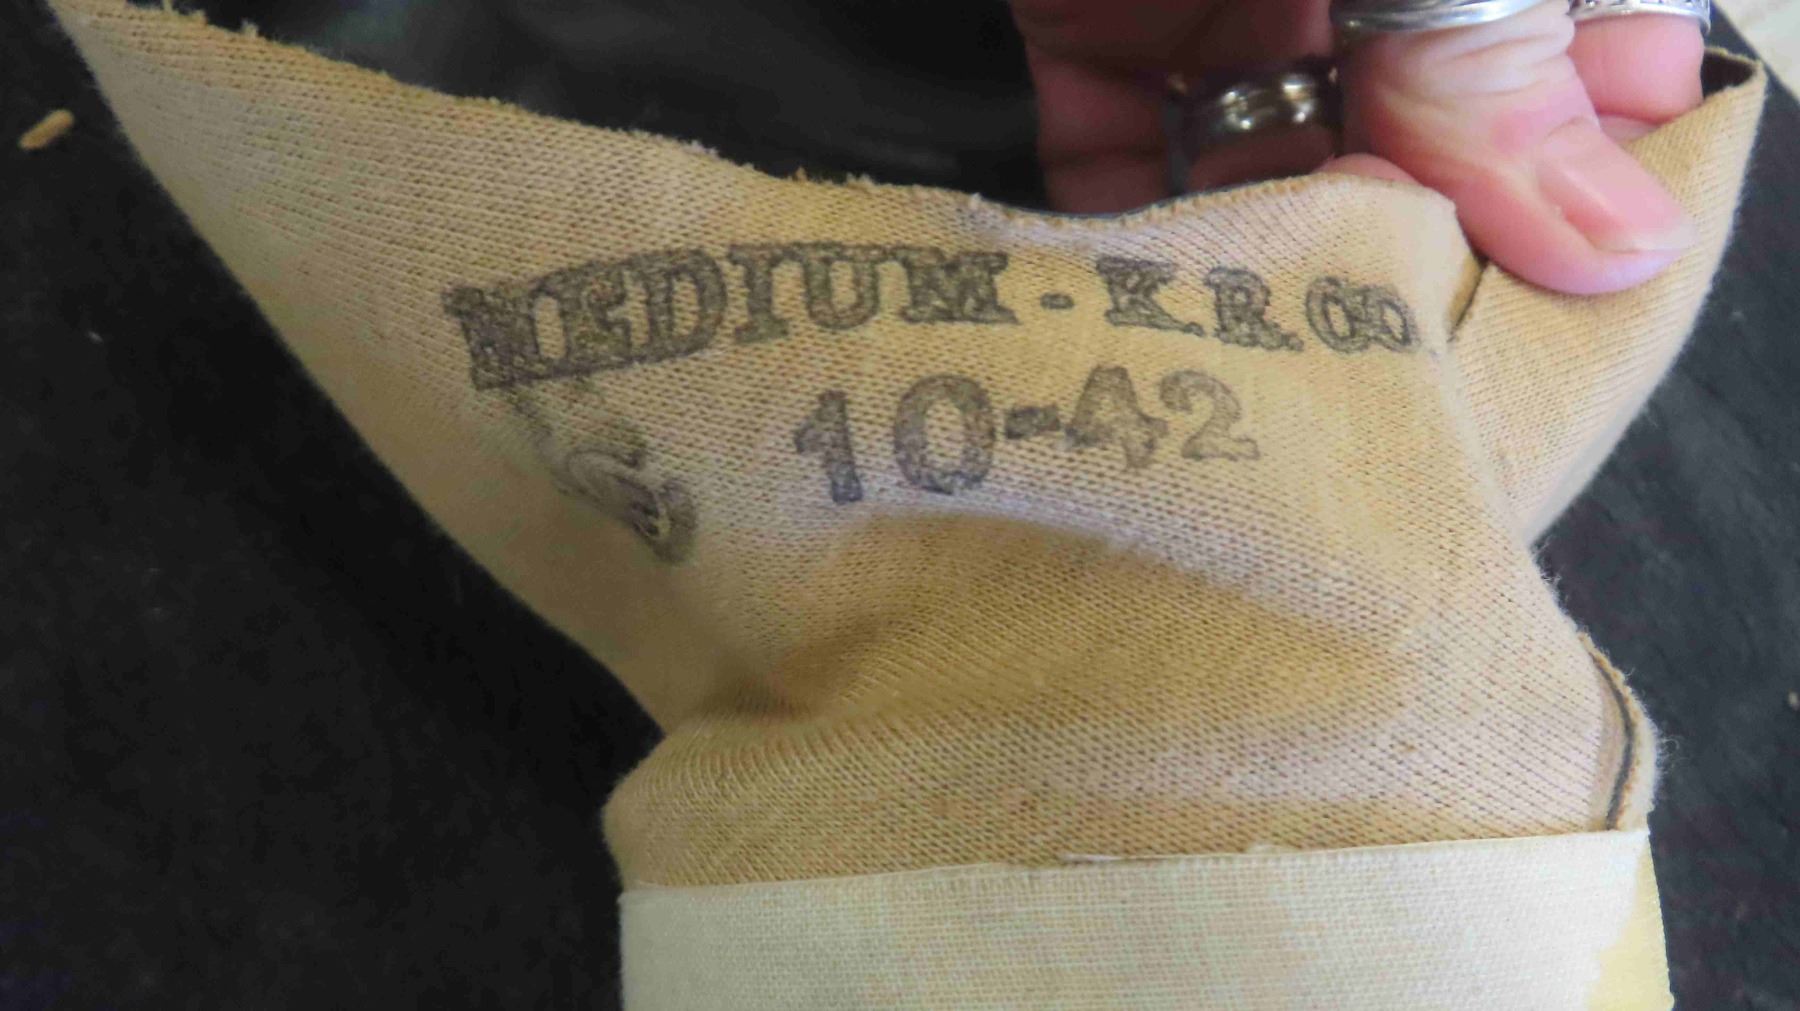 MEDIUM - K.R.CO
S 10-42